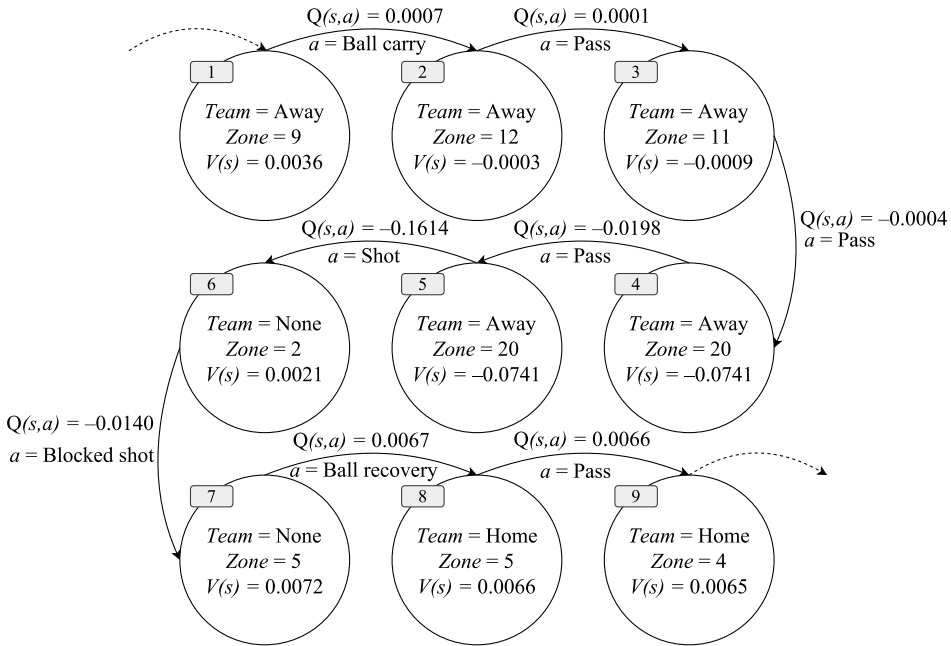 Q(s,a) = 0.0007
a = Ball carry
Q(s,a) = 0.0001
a = Pass
1
Team = Away
Zone = 9
V(s) = 0.0036
2
Team = Away
Zone = 12
V(s) = –0.0003
3
Team = Away
Zone = 11
V(s) = –0.0009
Q(s,a) = –0.0004
a = Pass
4
Team = Away
Zone = 20
V(s) = –0.0741
Q(s,a) = –0.0198
a = Pass
5
Team = Away
Zone = 20
V(s) = –0.0741
Q(s,a) = –0.1614
a = Shot
6
Team = None
Zone = 2
V(s) = 0.0021
Q(s,a) = –0.0140
a = Blocked shot
7
Team = None
Zone = 5
V(s) = 0.0072
Q(s,a) = 0.0067
a = Ball recovery
8
Team = Home
Zone = 5
V(s) = 0.0066
Q(s,a) = 0.0066
a = Pass
9
Team = Home
Zone = 4
V(s) = 0.0065